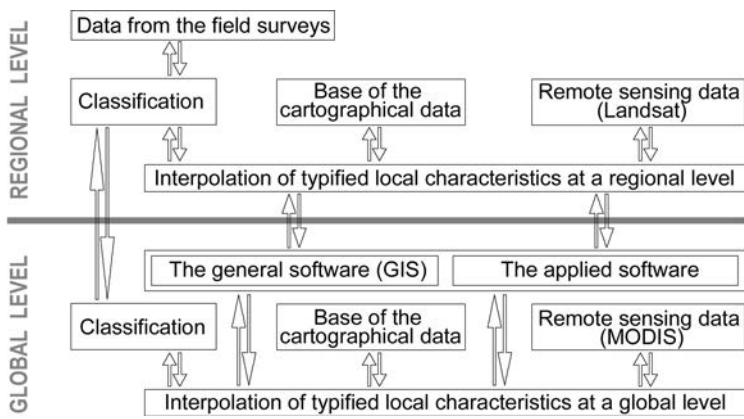 REGIONAL LEVEL
Data from the field surveys
Classification
Base of the
cartographical data
Remote sensing data
(Landsat)
Interpolation of typified local characteristics at a regional level
GLOBAL LEVEL
The general software (GIS)
The applied software
Classification
Base of the
cartographical data
Remote sensing data
(MODIS)
Interpolation of typified local characteristics at a global level